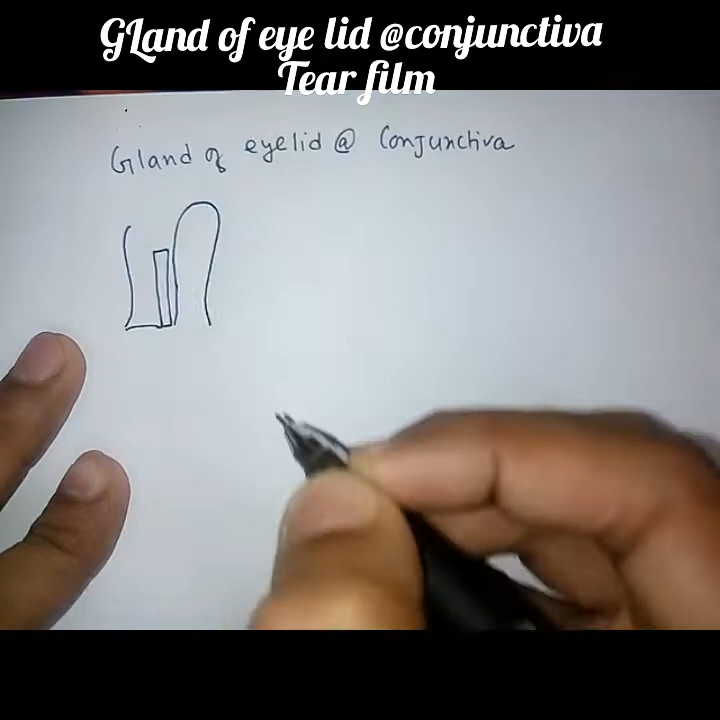 GLand of eye lid @conjunctiva
Tear film
Gland of eyelid @ Conjunctiva